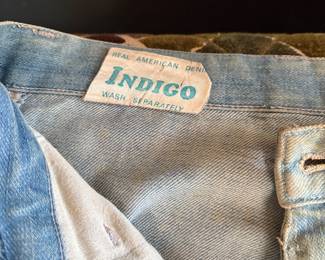 REAL AMERICAN DENI
INDIGO
WASH SEPARATELY